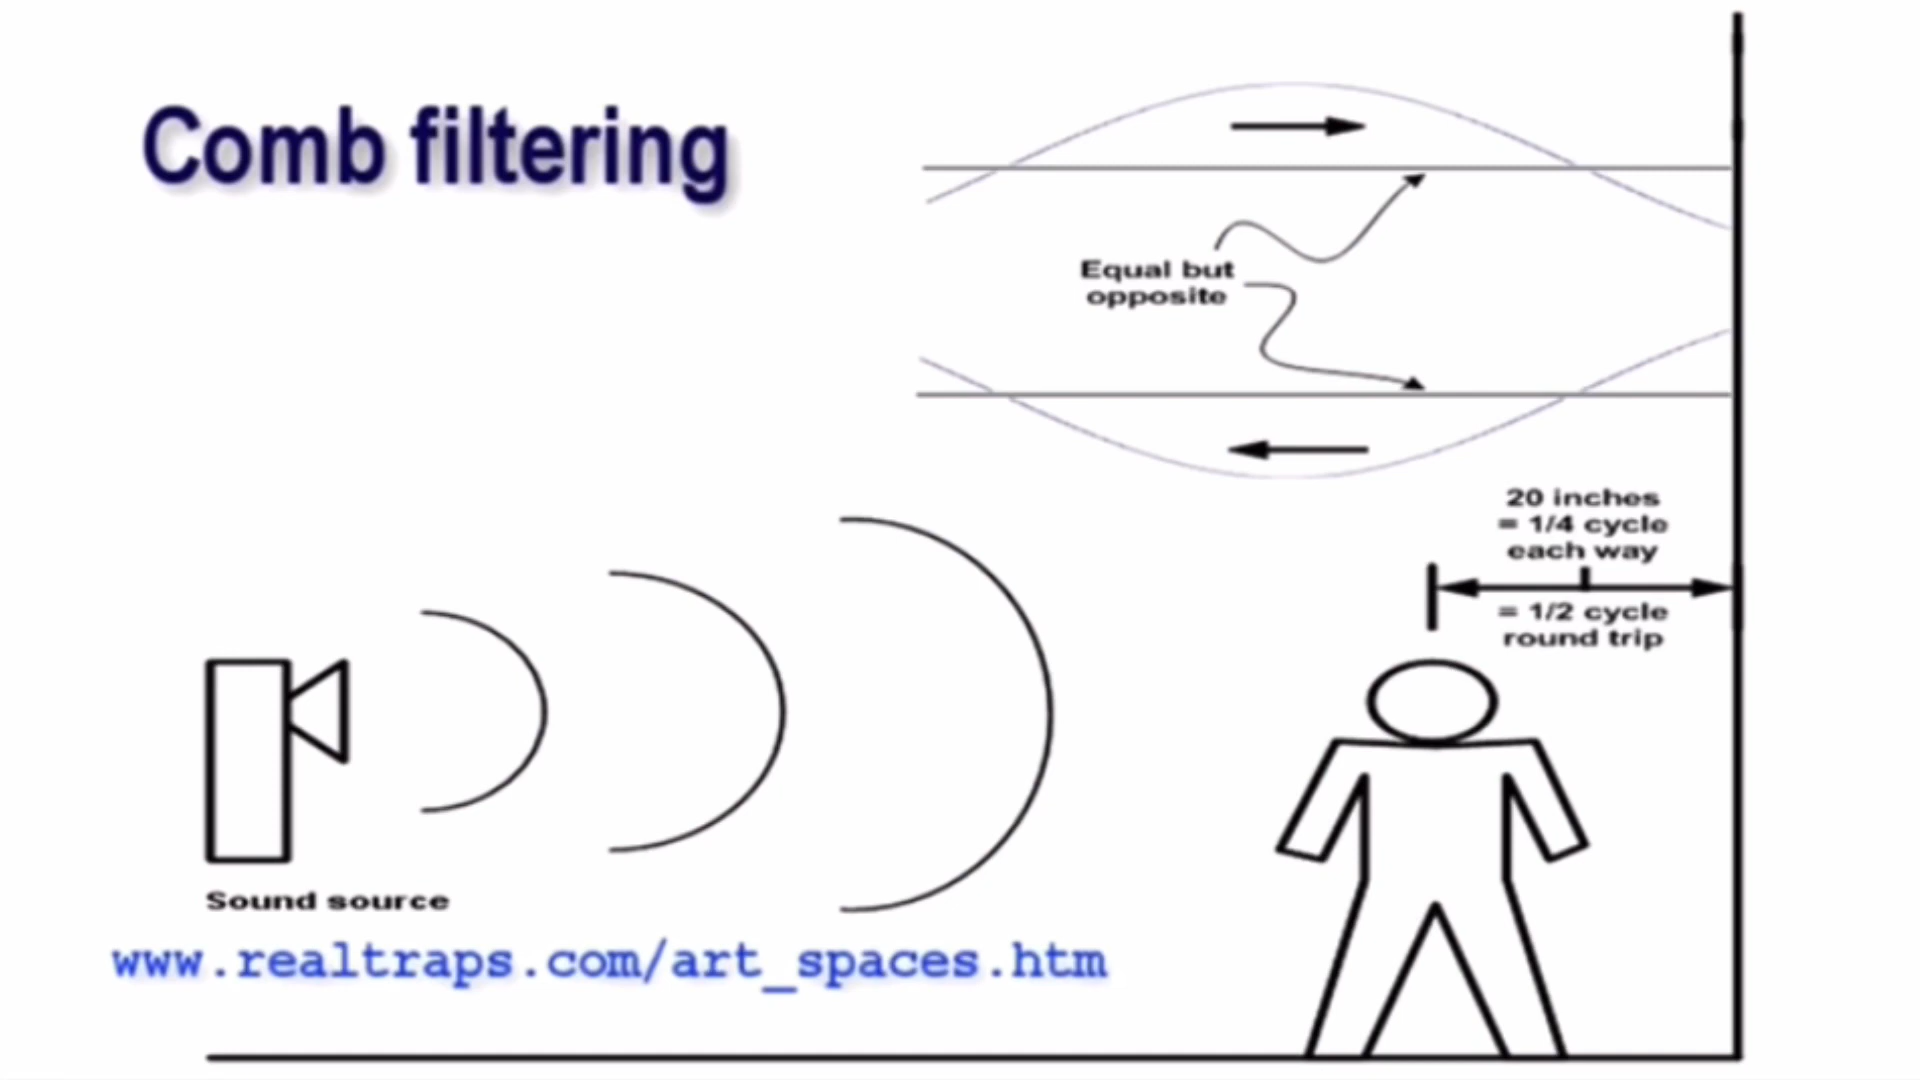 Comb filtering
Equal but
opposite
20 inches
= 1/4 cycle
each way
= 1/2 cycle
round trip
Sound source
www.realtraps.com/art_spaces.htm